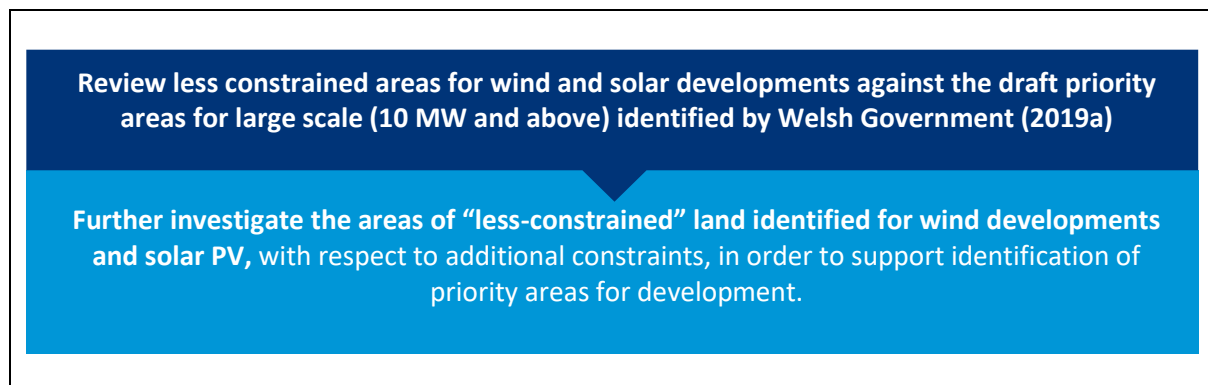 Review less constrained areas for wind and solar developments against the draft priority
areas for large scale (10 MW and above) identified by Welsh Government (2019a)
Further investigate the areas of “less-constrained” land identified for wind developments
and solar PV, with respect to additional constraints, in order to support identification of
priority areas for development.